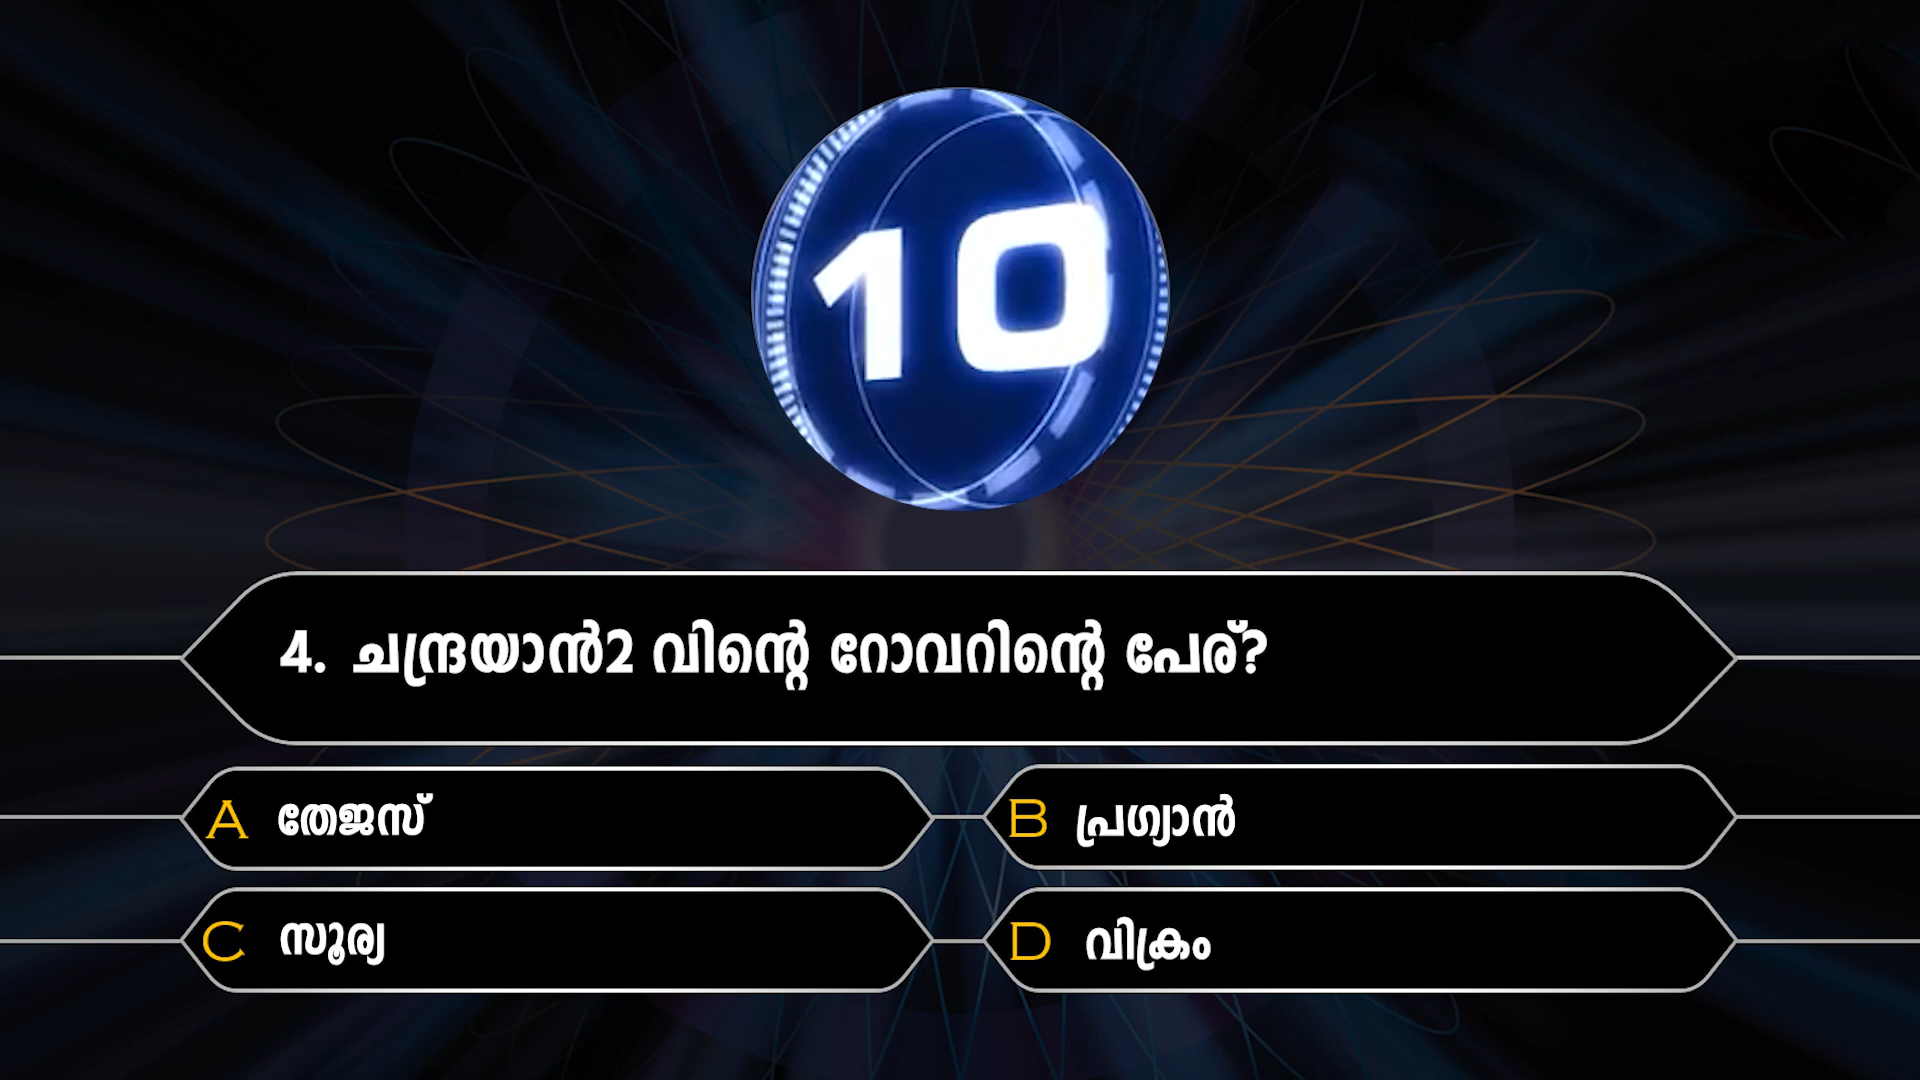 10
4. ചന്ദ്രയാൻ2 വിന്റെ റോവറിന്റെ പേര്?
A തേജസ്
B പ്രഗ്യാൻ
C സൂര്യ
D വിക്രം